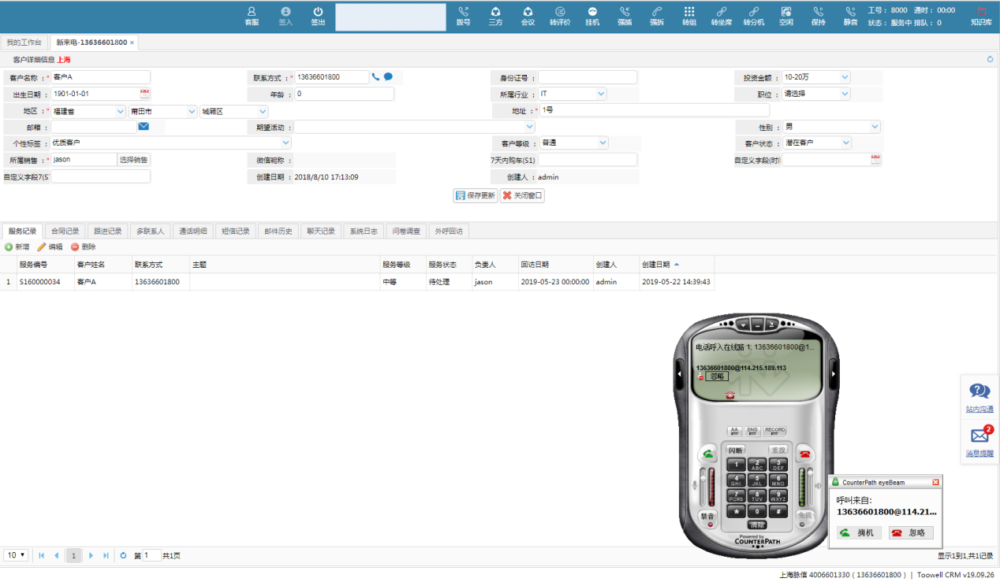 客服 签入 签出 拨号 三方 会议 转评价 挂机 强插 强拆 转组 转坐席 转分机 空闲 保持 静音 工号： 8000 通时： 00:00 状态： 服务中 排队： 0 知识库
我的工作台 新来电-13636601800 ×
客户详细信息 上海
客户名称 ：* 客户A 联系方式 ：* 13636601800 身份证号 ： 投资金额 ： 10-20万
出生日期 ： 1901-01-01 年龄 ： 0 所属行业 ： IT 职位 ： 请选择
地区 ：* 福建省 莆田市 城厢区 地址 ：* 1号
邮箱 ： 期望活动 ： 性别 ： 男
个性标签 ： 优质客户 客户等级 ： 普通 客户状态 ： 潜在客户
所属销售 ：* jason 选择销售 微信昵称 ： 7天内购车(S1) 自定义字段(时间
自定义字段7(S7 创建日期 ： 2018/8/10 17:13:09 创建人 ： admin
保存更新 关闭窗口
服务记录 合同记录 跟进记录 多联系人 通话明细 短信记录 邮件历史 聊天记录 系统日志 问卷调查 外呼回访
新增 编辑 删除
服务编号 客户姓名 联系方式 主题 服务等级 服务状态 负责人 回访日期 创建人 创建日期
1 S160000034 客户A 13636601800 中等 待处理 jason 2019-05-23 00:00:00 admin 2019-05-22 14:39:43
电话呼入在线路 1: 13636601800@1...
13636601800@114.215.189.113
忽略
AA DND RECORD
闪断 重拨
1 2 ABC 3 DEF
4 GHI 5 JKL 6 MNO
7 PQRS 8 TUV 9 WXYZ
* 0 #
禁音 清除 免提
Powered by
COUNTERPATH
站内沟通
2
消息提醒
CounterPath eyeBeam
呼叫来自:
13636601800@114.21...
摘机 忽略
10 1 第 1 共1页 显示1到1,共1记录
上海脉信 4006601330 ( 13636601800 ) | Toowell CRM v19.09.26